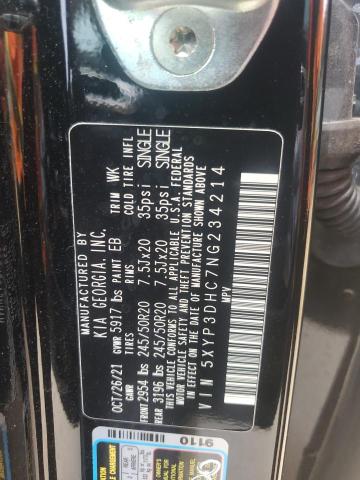 MANUFACTURED BY
KIA GEORGIA, INC.
OCT/26/21 GVWR 5917 lbs PAINT EB TRIM WK
GAWR TIRES RIMS COLD TIRE INFL
FRONT 2954 lbs 245/50R20 7.5Jx20 35psi SINGLE
REAR 3196 lbs 245/50R20 7.5Jx20 35psi SINGLE
THIS VEHICLE CONFORMS TO ALL APPLICABLE U.S.A. FEDERAL
MOTOR VEHICLE SAFETY, BUMPER, AND THEFT PREVENTION STANDARDS
IN EFFECT ON THE DATE OF MANUFACTURE SHOWN ABOVE
VIN 5XYP3DHC7NG234214
MPV
9110